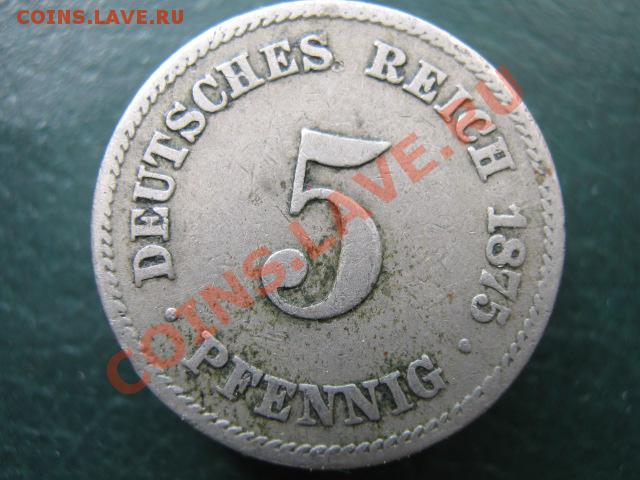 COINS.LAVE.RU
DEUTSCHES REICH 1875.
5
. PFENNIG
COINS.LAVE.RU